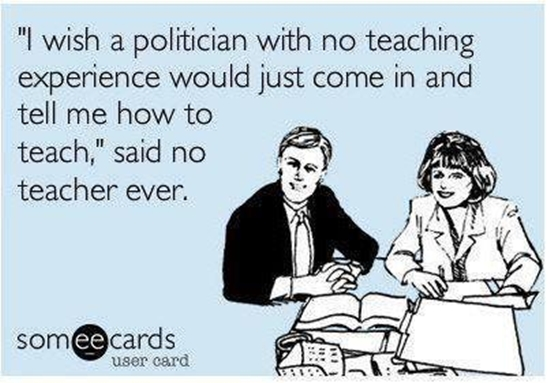 "I wish a politician with no teaching
experience would just come in and
tell me how to
teach," said no
teacher ever.
someecards
user card